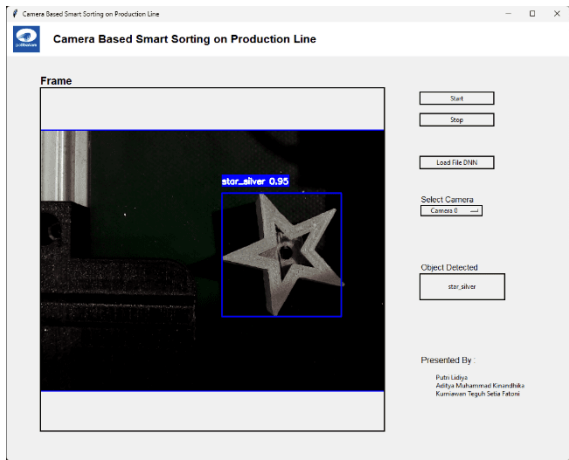 Camera Based Smart Sorting on Production Line
Camera Based Smart Sorting on Production Line
Frame
star_silver 0.95
Start
Stop
Load File DNN
Select Camera
Camera 0
Object Detected
star_silver
Presented By :
Putri Lidiya
Aditya Muhammad Kinandhika
Kurniawan Teguh Setia Fatoni